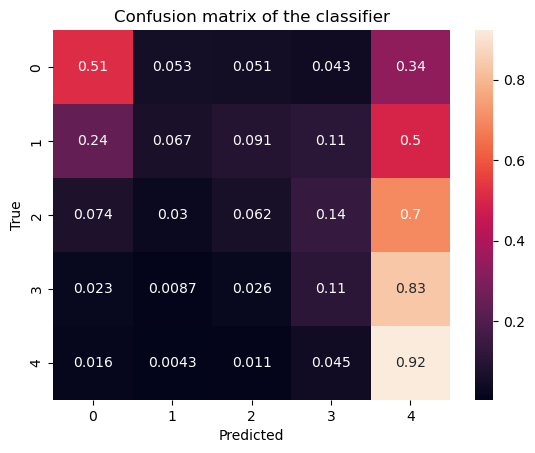 Confusion matrix of the classifier
True
0 0.51 0.053 0.051 0.043 0.34
1 0.24 0.067 0.091 0.11 0.5
2 0.074 0.03 0.062 0.14 0.7
3 0.023 0.0087 0.026 0.11 0.83
4 0.016 0.0043 0.011 0.045 0.92
0 1 2 3 4
Predicted
0.8
0.6
0.4
0.2